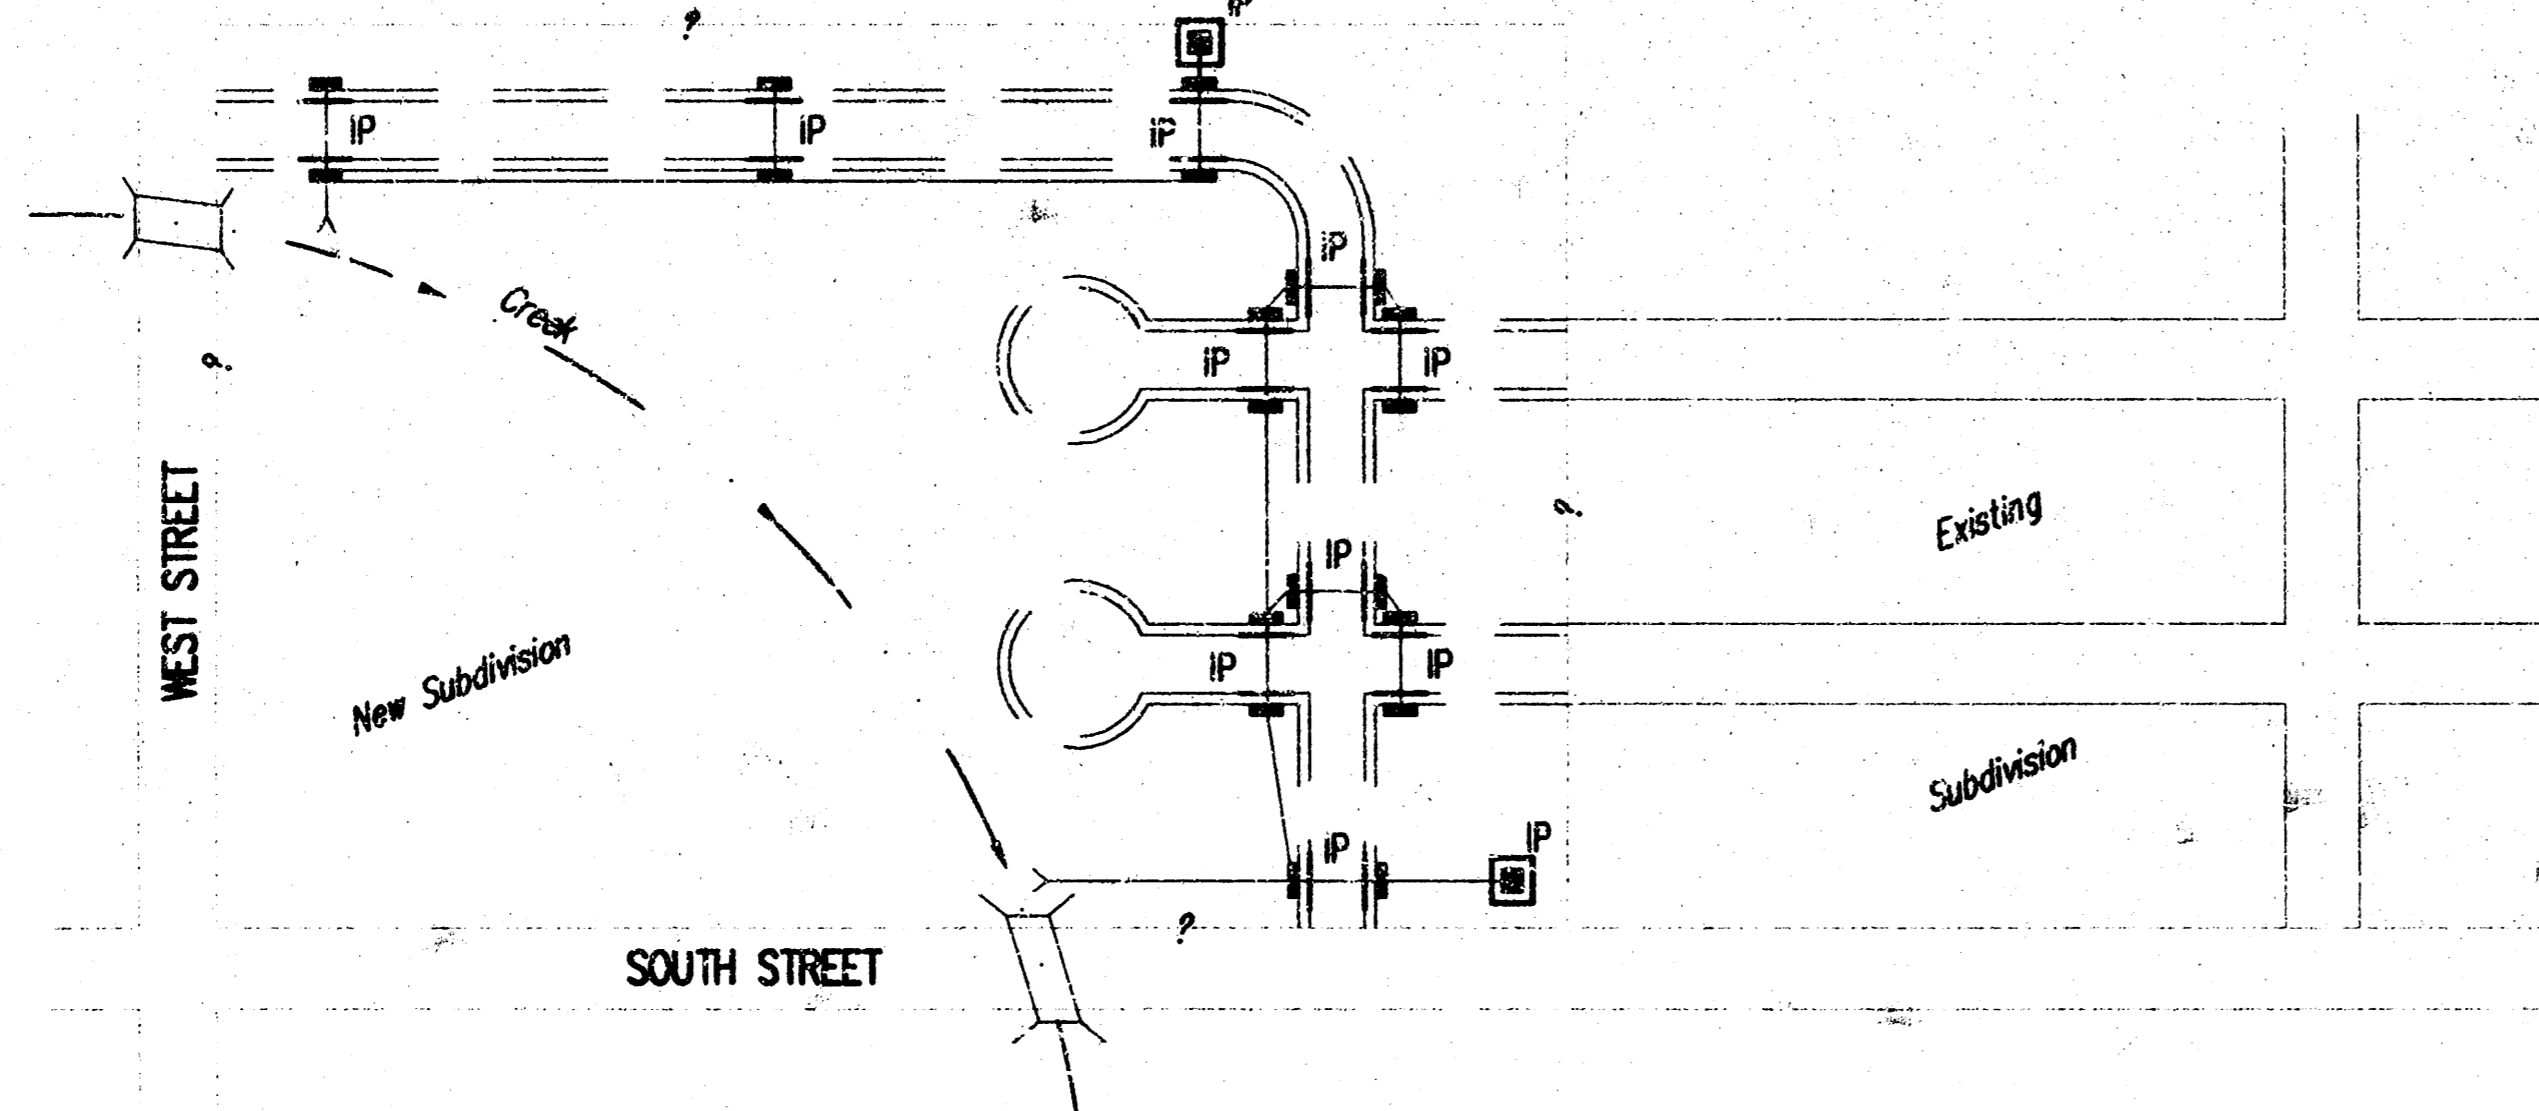 ?
IP
IP
IP
IP
Creek
IP
IP
?
?
Existing
WEST STREET
IP
New Subdivision
IP
IP
Subdivision
IP
IP
?
SOUTH STREET